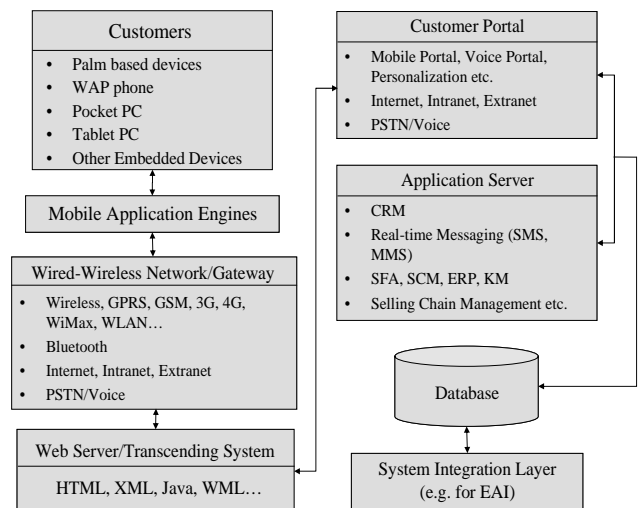 Customers
• Palm based devices
• WAP phone
• Pocket PC
• Tablet PC
• Other Embedded Devices
Mobile Application Engines
Wired-Wireless Network/Gateway
• Wireless, GPRS, GSM, 3G, 4G,
WiMax, WLAN…
• Bluetooth
• Internet, Intranet, Extranet
• PSTN/Voice
Web Server/Transcending System
HTML, XML, Java, WML…
Customer Portal
• Mobile Portal, Voice Portal,
Personalization etc.
• Internet, Intranet, Extranet
• PSTN/Voice
Application Server
• CRM
• Real-time Messaging (SMS,
MMS)
• SFA, SCM, ERP, KM
• Selling Chain Management etc.
Database
System Integration Layer
(e.g. for EAI)